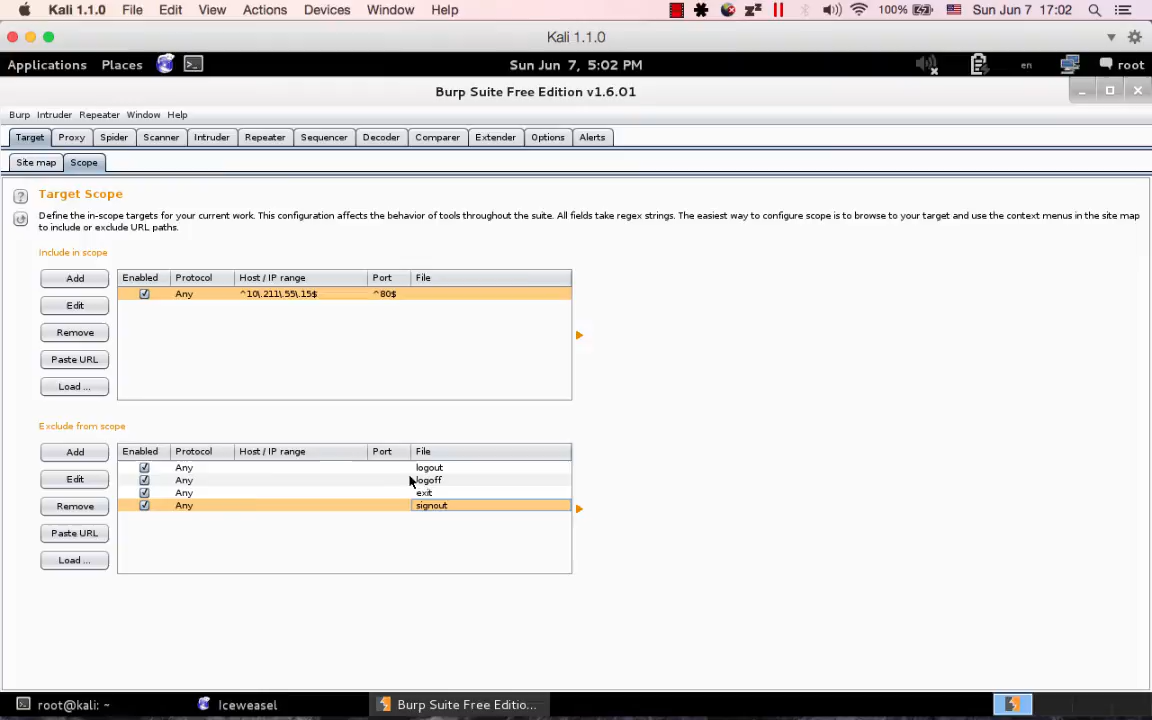 Kali 1.1.0 File Edit View Actions Devices Window Help 100% Sun Jun 7 17:02
Kali 1.1.0
Applications Places Sun Jun 7, 5:02 PM en root
Burp Suite Free Edition v1.6.01
Burp Intruder Repeater Window Help
Target Proxy Spider Scanner Intruder Repeater Sequencer Decoder Comparer Extender Options Alerts
Site map Scope
? Target Scope
Define the in-scope targets for your current work. This configuration affects the behavior of tools throughout the suite. All fields take regex strings. The easiest way to configure scope is to browse to your target and use the context menus in the site map
to include or exclude URL paths.
Include in scope
Add Enabled Protocol Host / IP range Port File
Any ^10\.211\.55\.15$ ^80$
Edit
Remove
Paste URL
Load ...
Exclude from scope
Add Enabled Protocol Host / IP range Port File
Any logout
Edit Any logoff
Any exit
Remove Any signout
Paste URL
Load ...
root@kali: ~ Iceweasel Burp Suite Free Editio...